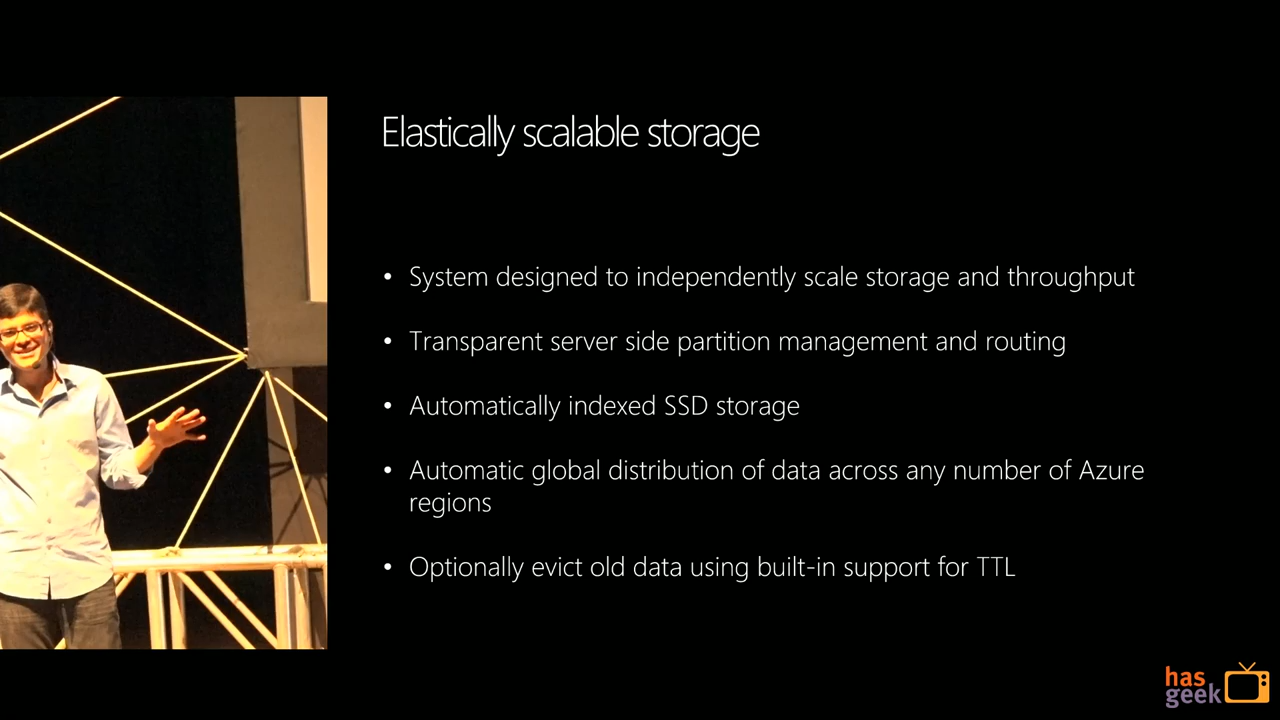 Elastically scalable storage
• System designed to independently scale storage and throughput
• Transparent server side partition management and routing
• Automatically indexed SSD storage
• Automatic global distribution of data across any number of Azure
regions
• Optionally evict old data using built-in support for TTL
has
geek